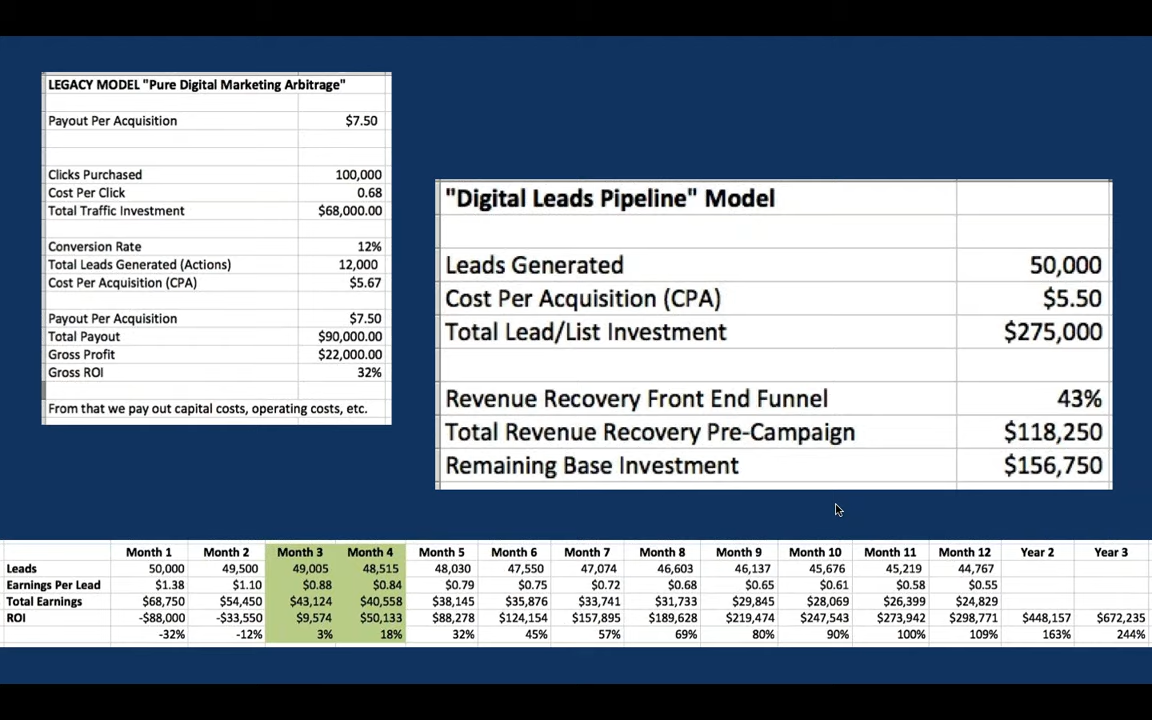 LEGACY MODEL "Pure Digital Marketing Arbitrage"
Payout Per Acquisition $7.50
Clicks Purchased 100,000
Cost Per Click 0.68
Total Traffic Investment $68,000.00
Conversion Rate 12%
Total Leads Generated (Actions) 12,000
Cost Per Acquisition (CPA) $5.67
Payout Per Acquisition $7.50
Total Payout $90,000.00
Gross Profit $22,000.00
Gross ROI 32%
From that we pay out capital costs, operating costs, etc.
"Digital Leads Pipeline" Model
Leads Generated 50,000
Cost Per Acquisition (CPA) $5.50
Total Lead/List Investment $275,000
Revenue Recovery Front End Funnel 43%
Total Revenue Recovery Pre-Campaign $118,250
Remaining Base Investment $156,750
Month 1 Month 2 Month 3 Month 4 Month 5 Month 6 Month 7 Month 8 Month 9 Month 10 Month 11 Month 12 Year 2 Year 3
Leads 50,000 49,500 49,005 48,515 48,030 47,550 47,074 46,603 46,137 45,676 45,219 44,767
Earnings Per Lead $1.38 $1.10 $0.88 $0.84 $0.79 $0.75 $0.72 $0.68 $0.65 $0.61 $0.58 $0.55
Total Earnings $68,750 $54,450 $43,124 $40,558 $38,145 $35,876 $33,741 $31,733 $29,845 $28,069 $26,399 $24,829
ROI -$88,000 -$33,550 $9,574 $50,133 $88,278 $124,154 $157,895 $189,628 $219,474 $247,543 $273,942 $298,771 $448,157 $672,235
-32% -12% 3% 18% 32% 45% 57% 69% 80% 90% 100% 109% 163% 244%